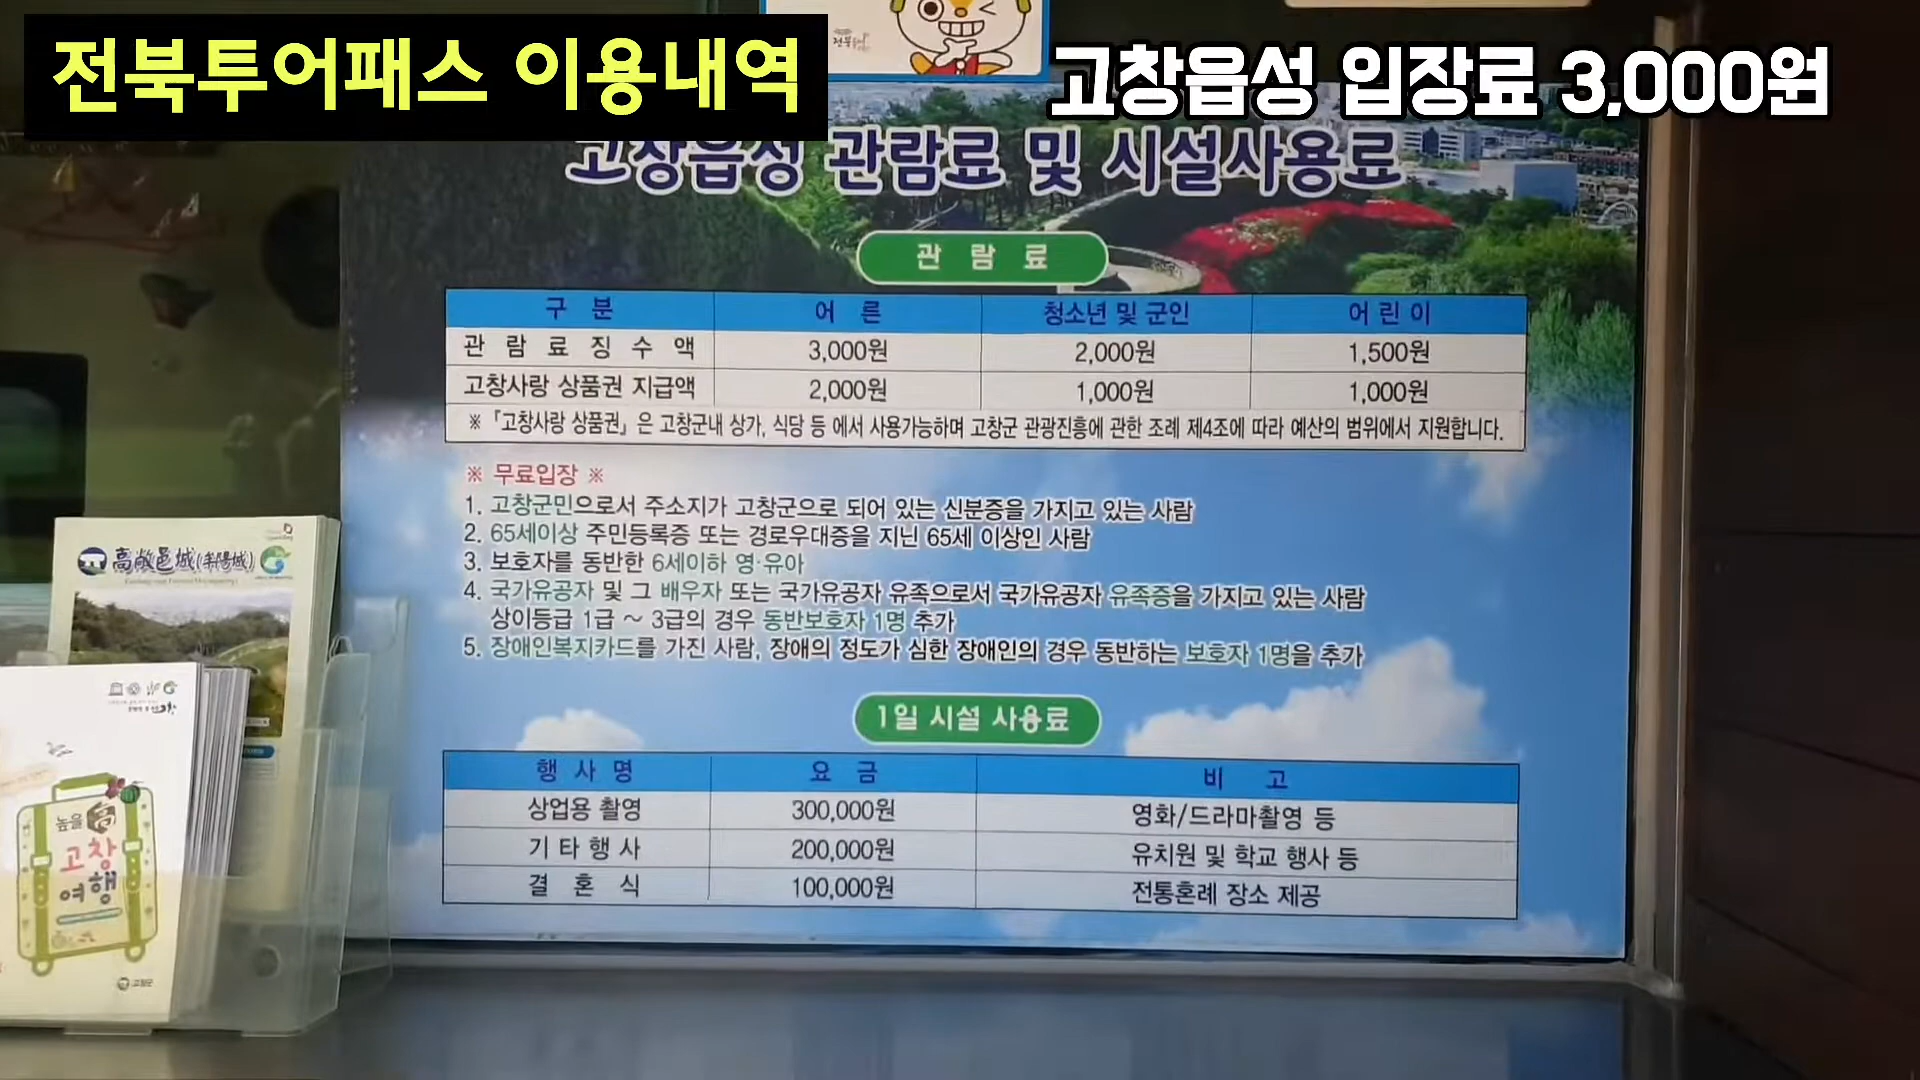 전북투어패스 이용내역
고창읍성 입장료 3,000원
고창읍성 관람료 및 시설사용료
관 람 료
구 분 어 른 청소년 및 군인 어 린 이
관 람 료 징 수 액 3,000원 2,000원 1,500원
고창사랑 상품권 지급액 2,000원 1,000원 1,000원
※ 「고창사랑 상품권」은 고창군내 상가, 식당 등 에서 사용가능하며 고창군 관광진흥에 관한 조례 제4조에 따라 예산의 범위에서 지원합니다.
※ 무료입장 ※
1. 고창군민으로서 주소지가 고창군으로 되어 있는 신분증을 가지고 있는 사람
2. 65세이상 주민등록증 또는 경로우대증을 지닌 65세 이상인 사람
3. 보호자를 동반한 6세이하 영·유아
4. 국가유공자 및 그 배우자 또는 국가유공자 유족으로서 국가유공자 유족증을 가지고 있는 사람
상이등급 1급 ~ 3급의 경우 동반보호자 1명 추가
5. 장애인복지카드를 가진 사람, 장애의 정도가 심한 장애인의 경우 동반하는 보호자 1명을 추가
1일 시설 사용료
행 사 명 요 금 비 고
상업용 촬영 300,000원 영화/드라마촬영 등
기 타 행 사 200,000원 유치원 및 학교 행사 등
결 혼 식 100,000원 전통혼례 장소 제공
高敞邑城(牟陽城)
높을 高
고창
여행
고창군